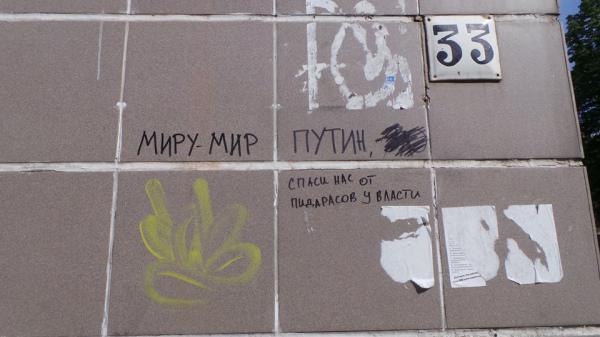 33
МИРУ-МИР
ПУТИН,
СПАСИ НАС ОТ
ПИДАРАСОВ У ВЛАСТИ